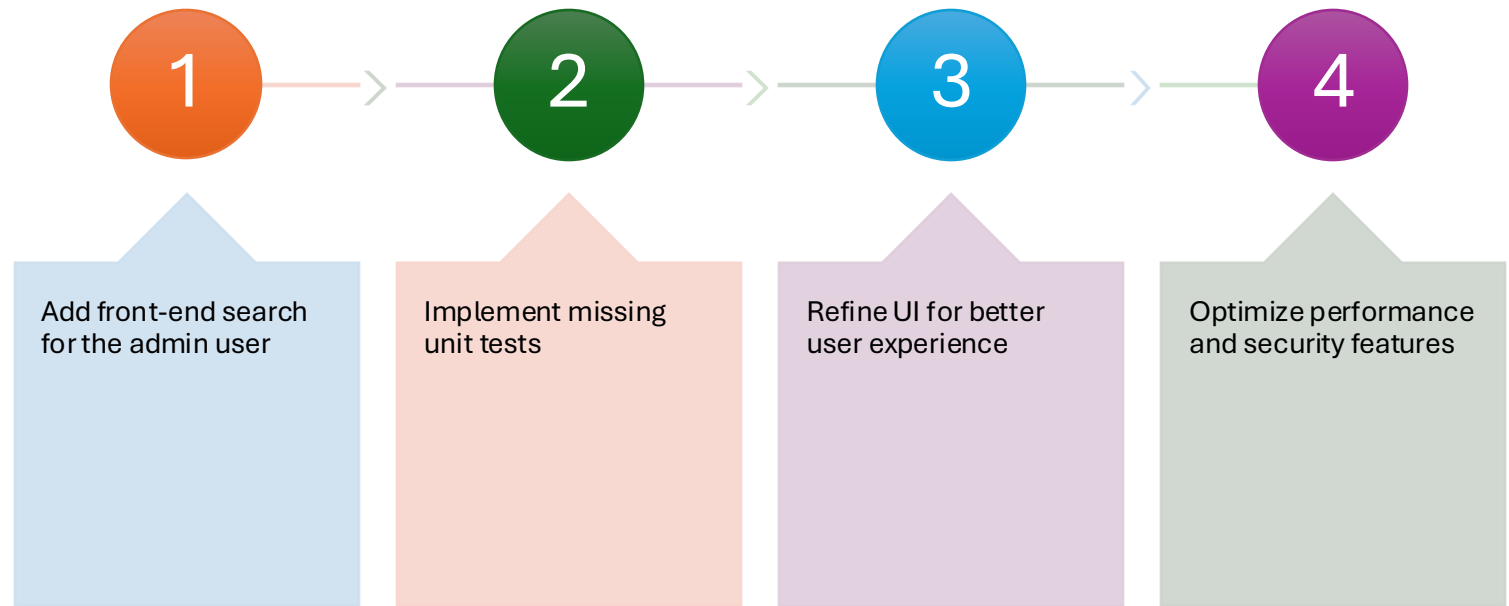 1
2
3
4
Add front-end search
for the admin user
Implement missing
unit tests
Refine UI for better
user experience
Optimize performance
and security features